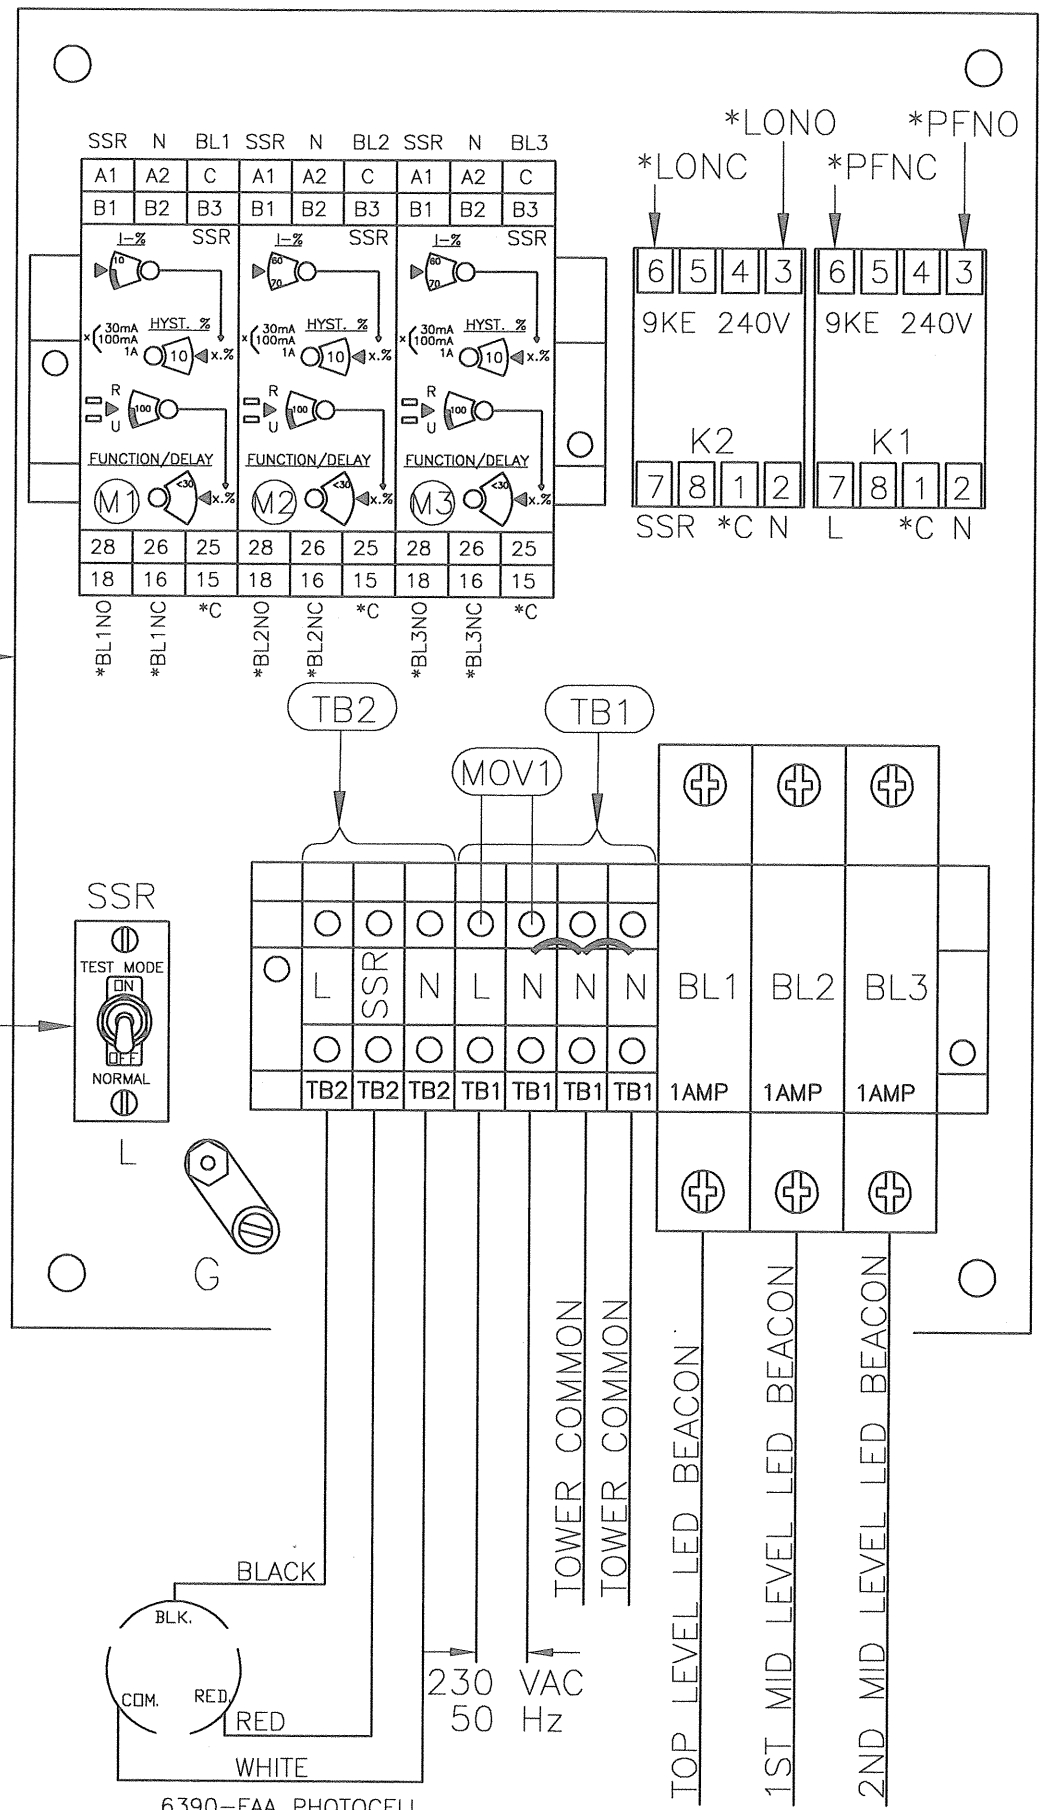 *LONO *PFNO
*LONC *PFNC
SSR N BL1 SSR N BL2 SSR N BL3
A1 A2 C A1 A2 C A1 A2 C
B1 B2 B3 B1 B2 B3 B1 B2 B3
I-% SSR I-% SSR I-% SSR
10 60 70 60 70
30mA 100mA 1A HYST. % 10 x.%
30mA 100mA 1A HYST. % 10 x.%
30mA 100mA 1A HYST. % 10 x.%
R U 100 R U 100 R U 100
FUNCTION/DELAY FUNCTION/DELAY FUNCTION/DELAY
M1 <30 x.% M2 <30 x.% M3 <30 x.%
28 26 25 28 26 25 28 26 25
18 16 15 18 16 15 18 16 15
*BL1NO *BL1NC *C *BL2NO *BL2NC *C *BL3NO *BL3NC *C
6 5 4 3 6 5 4 3
9KE 240V 9KE 240V
K2 K1
7 8 1 2 7 8 1 2
SSR *C N L *C N
TB2 TB1
MOV1
SSR
TEST MODE
ON
OFF
NORMAL
L
G
L SSR N L N N N BL1 BL2 BL3
TB2 TB2 TB2 TB1 TB1 TB1 TB1 1AMP 1AMP 1AMP
TOWER COMMON
TOWER COMMON
TOP LEVEL LED BEACON
1ST MID LEVEL LED BEACON
2ND MID LEVEL LED BEACON
BLACK
BLK.
COM. RED.
RED
WHITE
230 VAC
50 Hz
6390-FAA PHOTOCELL